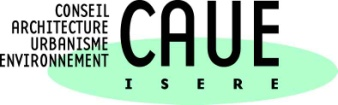 CONSEIL
ARCHITECTURE
URBANISME
ENVIRONNEMENT
CAUE
ISERE